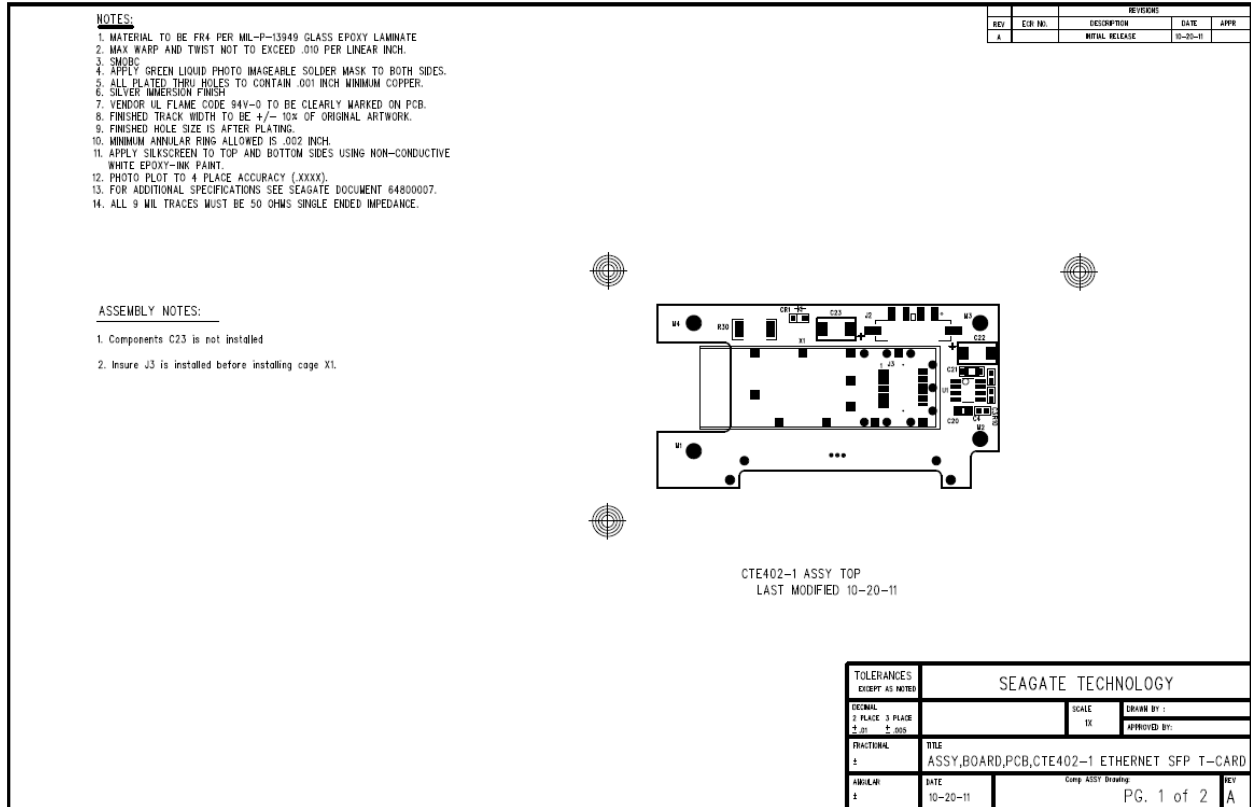 NOTES:
1. MATERIAL TO BE FR4 PER MIL-P-13949 GLASS EPOXY LAMINATE
2. MAX WARP AND TWIST NOT TO EXCEED .010 PER LINEAR INCH.
3. SMOBC
4. APPLY GREEN LIQUID PHOTO IMAGEABLE SOLDER MASK TO BOTH SIDES.
5. ALL PLATED THRU HOLES TO CONTAIN .001 INCH MINIMUM COPPER.
6. SILVER IMMERSION FINISH
7. VENDOR UL FLAME CODE 94V-0 TO BE CLEARLY MARKED ON PCB.
8. FINISHED TRACK WIDTH TO BE +/- 10% OF ORIGINAL ARTWORK.
9. FINISHED HOLE SIZE IS AFTER PLATING.
10. MINIMUM ANNULAR RING ALLOWED IS .002 INCH.
11. APPLY SILKSCREEN TO TOP AND BOTTOM SIDES USING NON-CONDUCTIVE
WHITE EPOXY-INK PAINT.
12. PHOTO PLOT TO 4 PLACE ACCURACY (.XXXX).
13. FOR ADDITIONAL SPECIFICATIONS SEE SEAGATE DOCUMENT 64800007.
14. ALL 9 MIL TRACES MUST BE 50 OHMS SINGLE ENDED IMPEDANCE.
REVISIONS
REV ECR NO. DESCRIPTION DATE APPR
A INITIAL RELEASE 10-20-11
ASSEMBLY NOTES:
1. Components C23 is not installed
2. Insure J3 is installed before installing cage X1.
M4 R30 CR1 C23 X1 J2 M3
C22
J3 C21
U1
C20 C4
M1 M2
CTE402-1 ASSY TOP
LAST MODIFIED 10-20-11
TOLERANCES
EXCEPT AS NOTED
SEAGATE TECHNOLOGY
DECIMAL
2 PLACE 3 PLACE
± .01 ± .005
SCALE
1X
DRAWN BY :
APPROVED BY:
FRACTIONAL
±
TITLE
ASSY,BOARD,PCB,CTE402-1 ETHERNET SFP T-CARD
ANGULAR
±
DATE
10-20-11
Comp ASSY Drawing:
PG. 1 of 2
REV
A